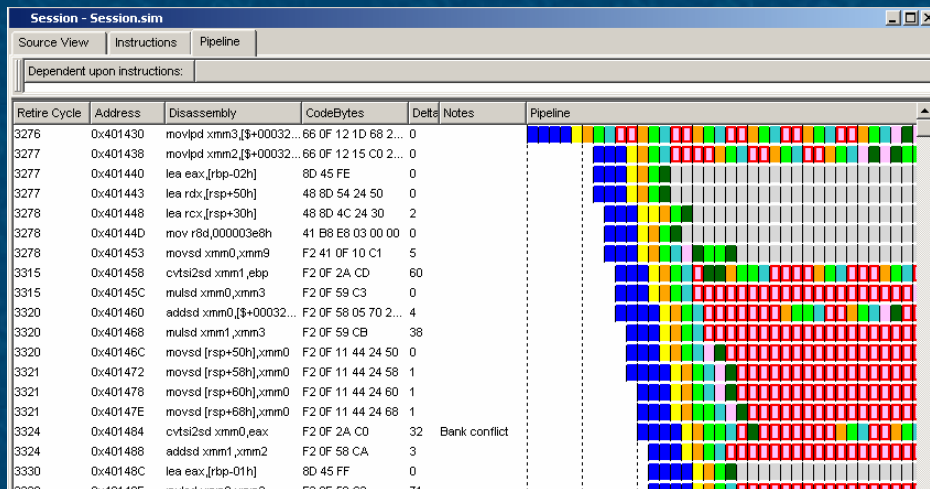 Session - Session.sim
Source View Instructions Pipeline
Dependent upon instructions:
Retire Cycle Address Disassembly CodeBytes Delta Notes Pipeline
3276 0x401430 movlpd xmm3,[$+00032... 66 0F 12 1D 68 2... 0
3277 0x401438 movlpd xmm2,[$+00032... 66 0F 12 15 C0 2... 0
3277 0x401440 lea eax,[rbp-02h] 8D 45 FE 0
3277 0x401443 lea rdx,[rsp+50h] 48 8D 54 24 50 0
3278 0x401448 lea rcx,[rsp+30h] 48 8D 4C 24 30 2
3278 0x40144D mov r8d,000003e8h 41 B8 E8 03 00 00 0
3278 0x401453 movsd xmm0,xmm9 F2 41 0F 10 C1 5
3315 0x401458 cvtsi2sd xmm1,ebp F2 0F 2A CD 60
3315 0x40145C mulsd xmm0,xmm3 F2 0F 59 C3 0
3320 0x401460 addsd xmm0,[$+00032... F2 0F 58 05 70 2... 4
3320 0x401468 mulsd xmm1,xmm3 F2 0F 59 CB 38
3320 0x40146C movsd [rsp+50h],xmm0 F2 0F 11 44 24 50 0
3321 0x401472 movsd [rsp+58h],xmm0 F2 0F 11 44 24 58 1
3321 0x401478 movsd [rsp+60h],xmm0 F2 0F 11 44 24 60 1
3321 0x40147E movsd [rsp+68h],xmm0 F2 0F 11 44 24 68 1
3324 0x401484 cvtsi2sd xmm0,eax F2 0F 2A C0 32 Bank conflict
3324 0x401488 addsd xmm1,xmm2 F2 0F 58 CA 3
3330 0x40148C lea eax,[rbp-01h] 8D 45 FF 0